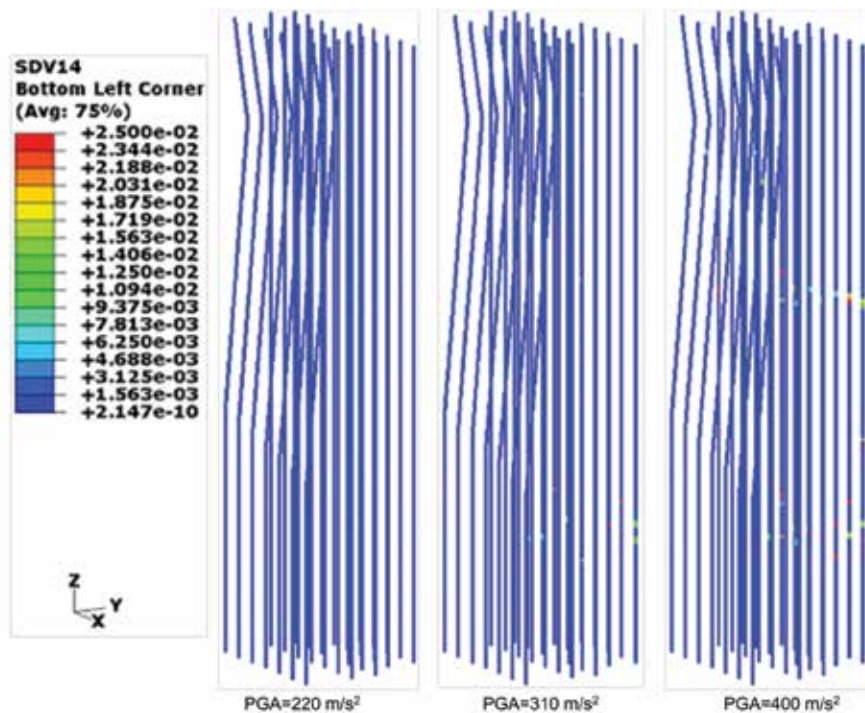 SDV14
Bottom Left Corner
(Avg: 75%)
+2.500e-02
+2.344e-02
+2.188e-02
+2.031e-02
+1.875e-02
+1.719e-02
+1.563e-02
+1.406e-02
+1.250e-02
+1.094e-02
+9.375e-03
+7.813e-03
+6.250e-03
+4.688e-03
+3.125e-03
+1.563e-03
+2.147e-10
Z
Y
X
PGA=220 m/s²
PGA=310 m/s²
PGA=400 m/s²